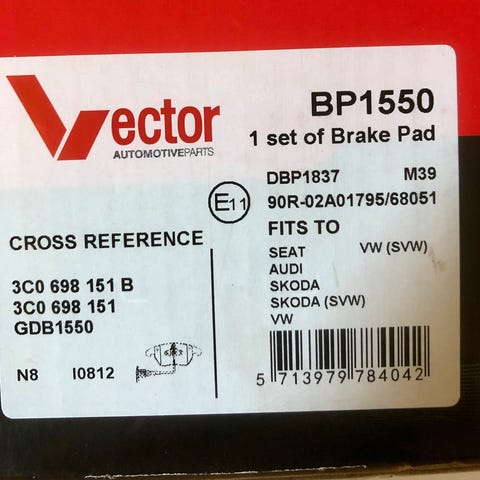 Vector
AUTOMOTIVEPARTS
BP1550
1 set of Brake Pad
DBP1837 M39
E11
90R-02A01795/68051
CROSS REFERENCE
3C0 698 151 B
3C0 698 151
GDB1550
N8 I0812
FITS TO
SEAT VW (SVW)
AUDI
SKODA
SKODA (SVW)
VW
5 713979 784042